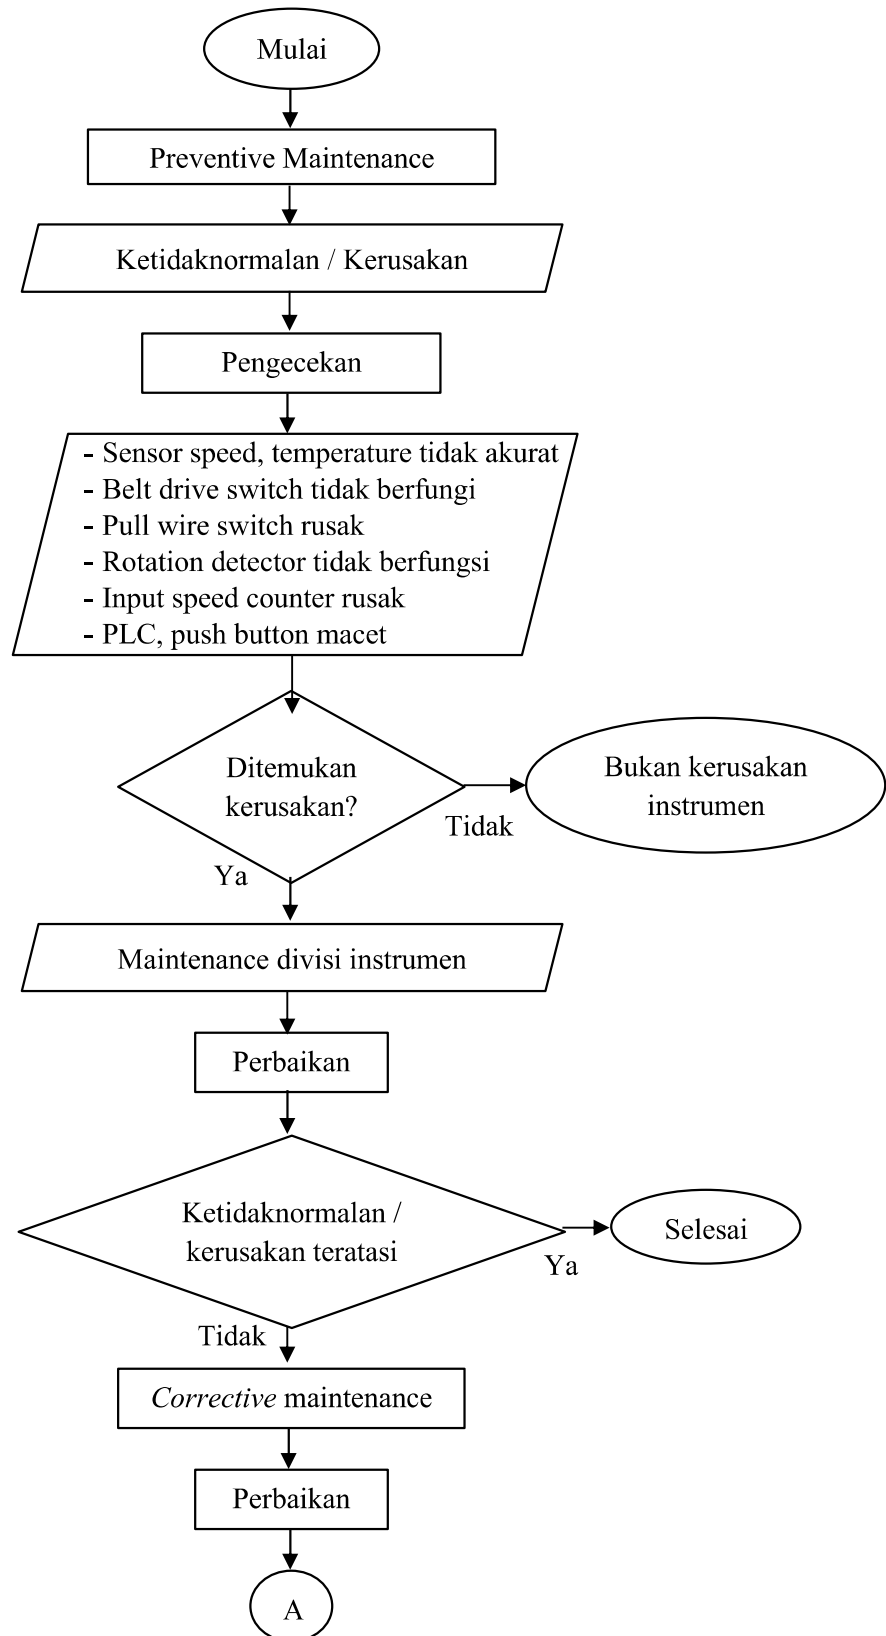 Mulai
Preventive Maintenance
Ketidaknormalan / Kerusakan
Pengecekan
- Sensor speed, temperature tidak akurat
- Belt drive switch tidak berfungi
- Pull wire switch rusak
- Rotation detector tidak berfungsi
- Input speed counter rusak
- PLC, push button macet
Ditemukan
kerusakan?
Tidak
Bukan kerusakan
instrumen
Ya
Maintenance divisi instrumen
Perbaikan
Ketidaknormalan /
kerusakan teratasi
Ya
Selesai
Tidak
Corrective maintenance
Perbaikan
A